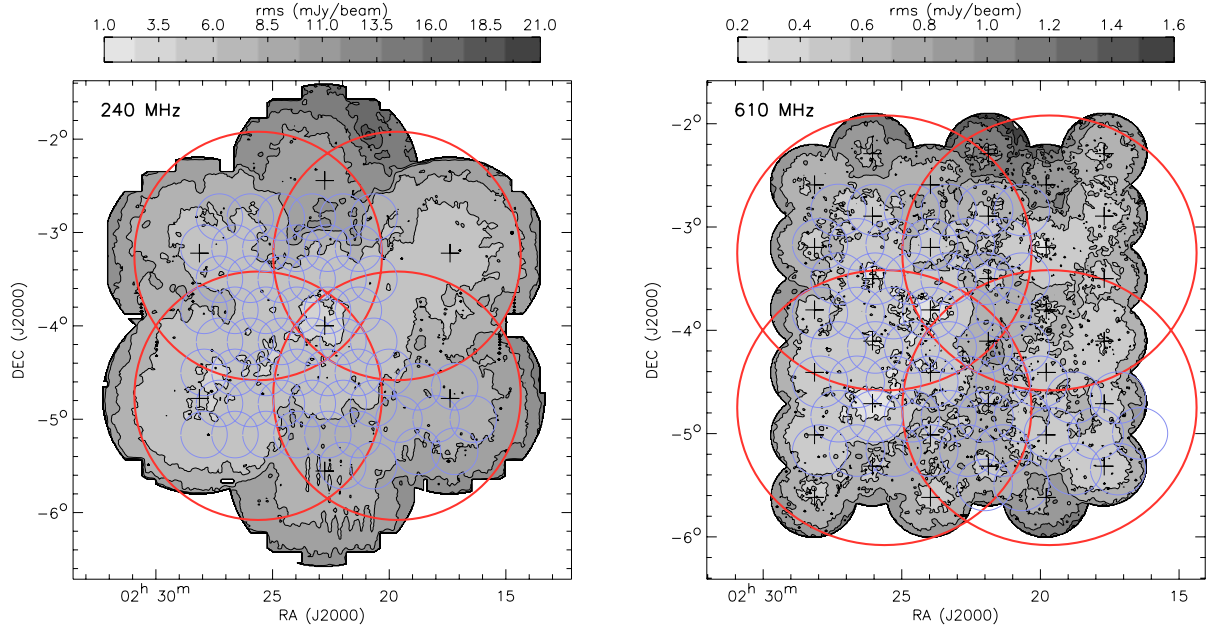 rms (mJy/beam)
1.0 3.5 6.0 8.5 11.0 13.5 16.0 18.5 21.0
240 MHz
-2°
-3°
-4°
-5°
-6°
DEC (J2000)
02h 30m 25 20 15
RA (J2000)
rms (mJy/beam)
0.2 0.4 0.6 0.8 1.0 1.2 1.4 1.6
610 MHz
-2°
-3°
-4°
-5°
-6°
DEC (J2000)
02h 30m 25 20 15
RA (J2000)